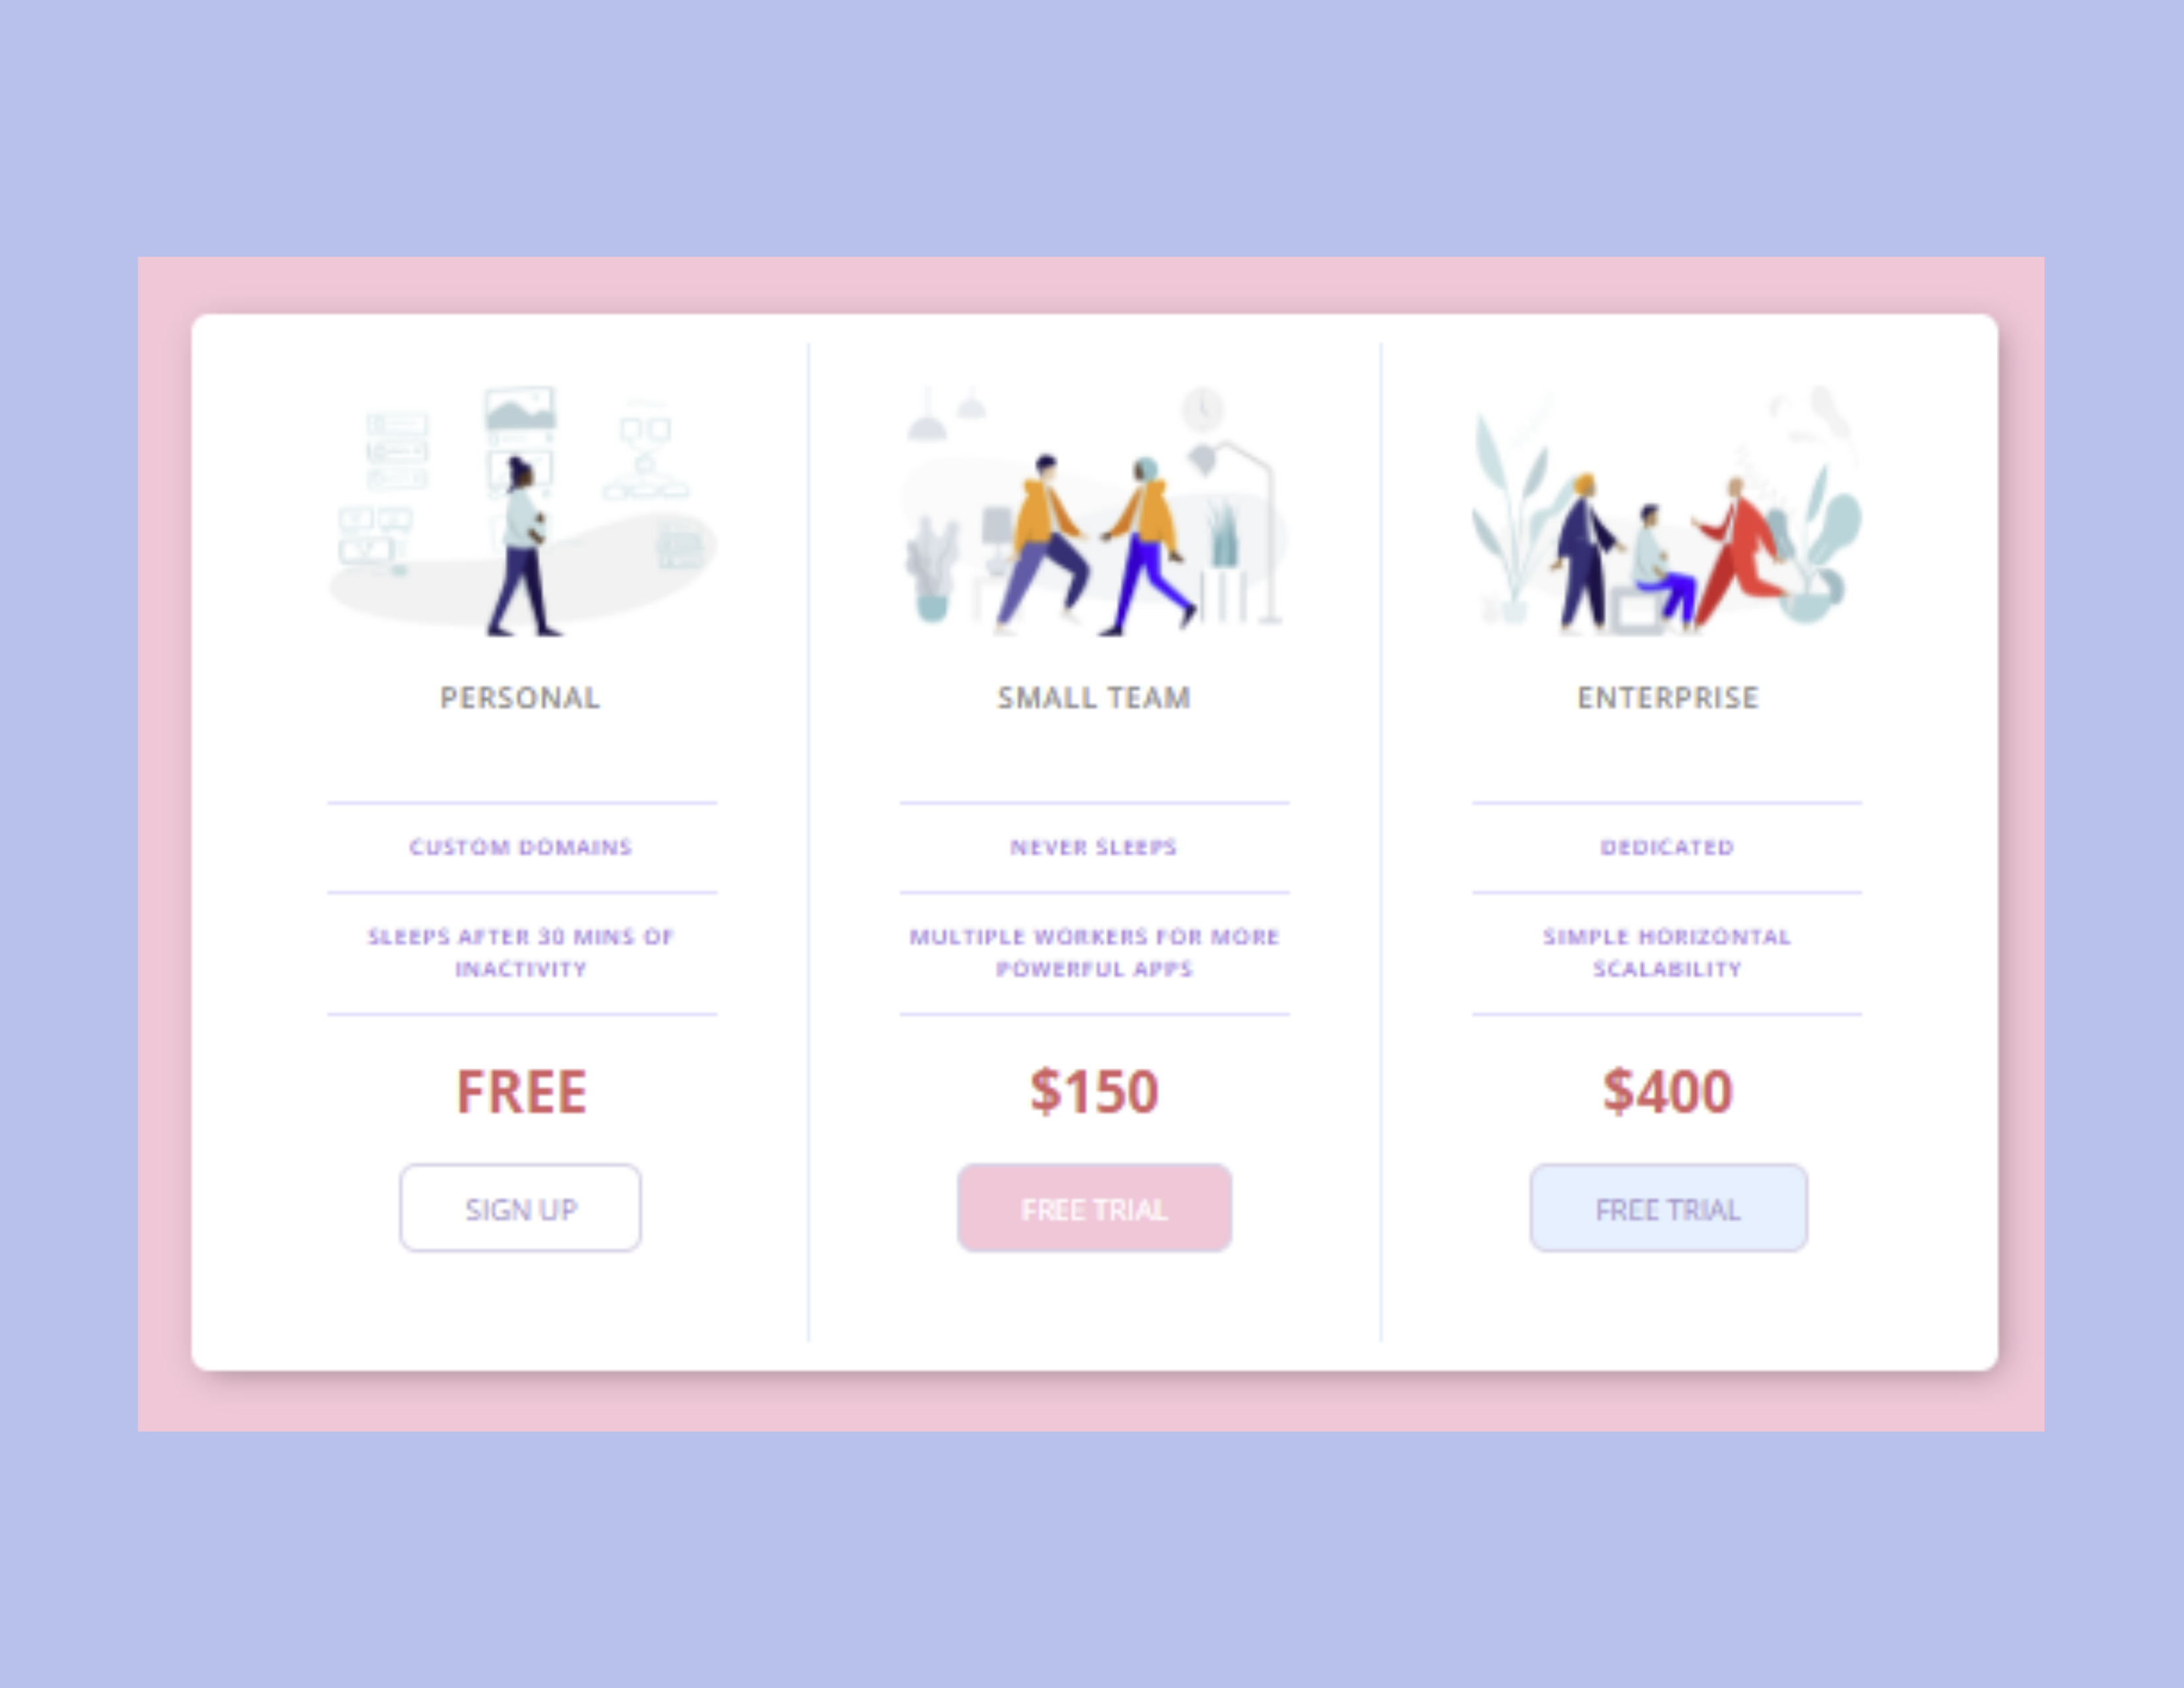 PERSONAL
CUSTOM DOMAINS
SLEEPS AFTER 30 MINS OF
INACTIVITY
FREE
SIGN UP
SMALL TEAM
NEVER SLEEPS
MULTIPLE WORKERS FOR MORE
POWERFUL APPS
$150
FREE TRIAL
ENTERPRISE
DEDICATED
SIMPLE HORIZONTAL
SCALABILITY
$400
FREE TRIAL